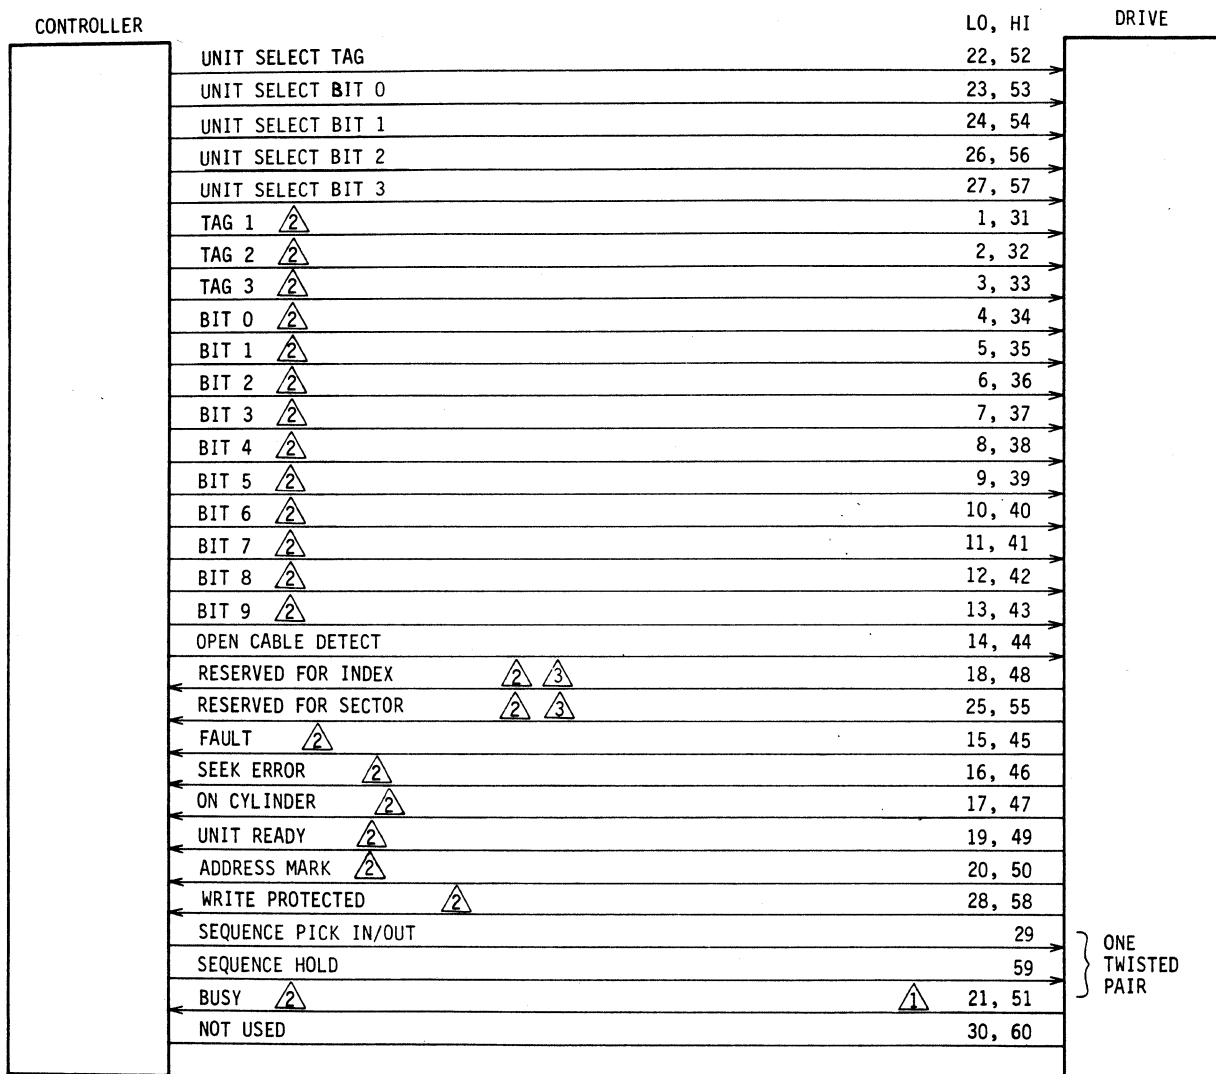 CONTROLLER LO, HI DRIVE
UNIT SELECT TAG 22, 52
UNIT SELECT BIT 0 23, 53
UNIT SELECT BIT 1 24, 54
UNIT SELECT BIT 2 26, 56
UNIT SELECT BIT 3 27, 57
TAG 1 2 1, 31
TAG 2 2 2, 32
TAG 3 2 3, 33
BIT 0 2 4, 34
BIT 1 2 5, 35
BIT 2 2 6, 36
BIT 3 2 7, 37
BIT 4 2 8, 38
BIT 5 2 9, 39
BIT 6 2 10, 40
BIT 7 2 11, 41
BIT 8 2 12, 42
BIT 9 2 13, 43
OPEN CABLE DETECT 14, 44
RESERVED FOR INDEX 2 3 18, 48
RESERVED FOR SECTOR 2 3 25, 55
FAULT 2 15, 45
SEEK ERROR 2 16, 46
ON CYLINDER 2 17, 47
UNIT READY 2 19, 49
ADDRESS MARK 2 20, 50
WRITE PROTECTED 2 28, 58
SEQUENCE PICK IN/OUT 29
SEQUENCE HOLD 59
BUSY 2 1 21, 51
NOT USED 30, 60
ONE
TWISTED
PAIR